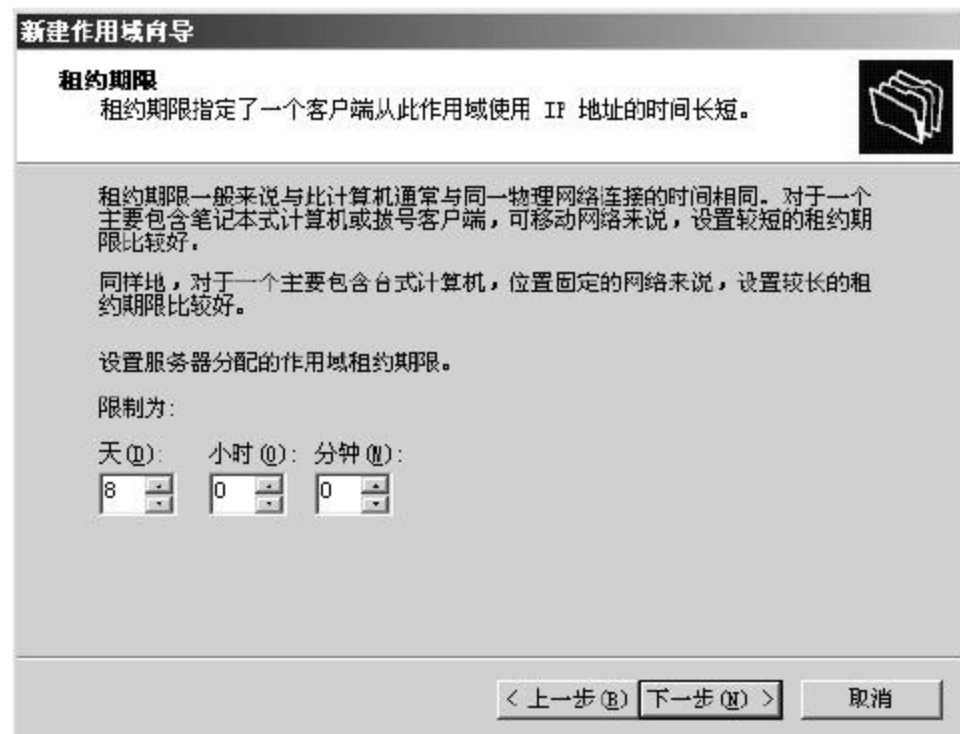 新建作用域向导
租约期限
租约期限指定了一个客户端从此作用域使用 IP 地址的时间长短。
租约期限一般来说与此计算机通常与同一物理网络连接的时间相同。对于一个
主要包含笔记本式计算机或拨号客户端，可移动网络来说，设置较短的租约期
限比较好。
同样地，对于一个主要包含台式计算机，位置固定的网络来说，设置较长的租
约期限比较好。
设置服务器分配的作用域租约期限。
限制为：
天(D)： 小时(O)： 分钟(M)：
8 0 0
< 上一步(B) 下一步(N) > 取消